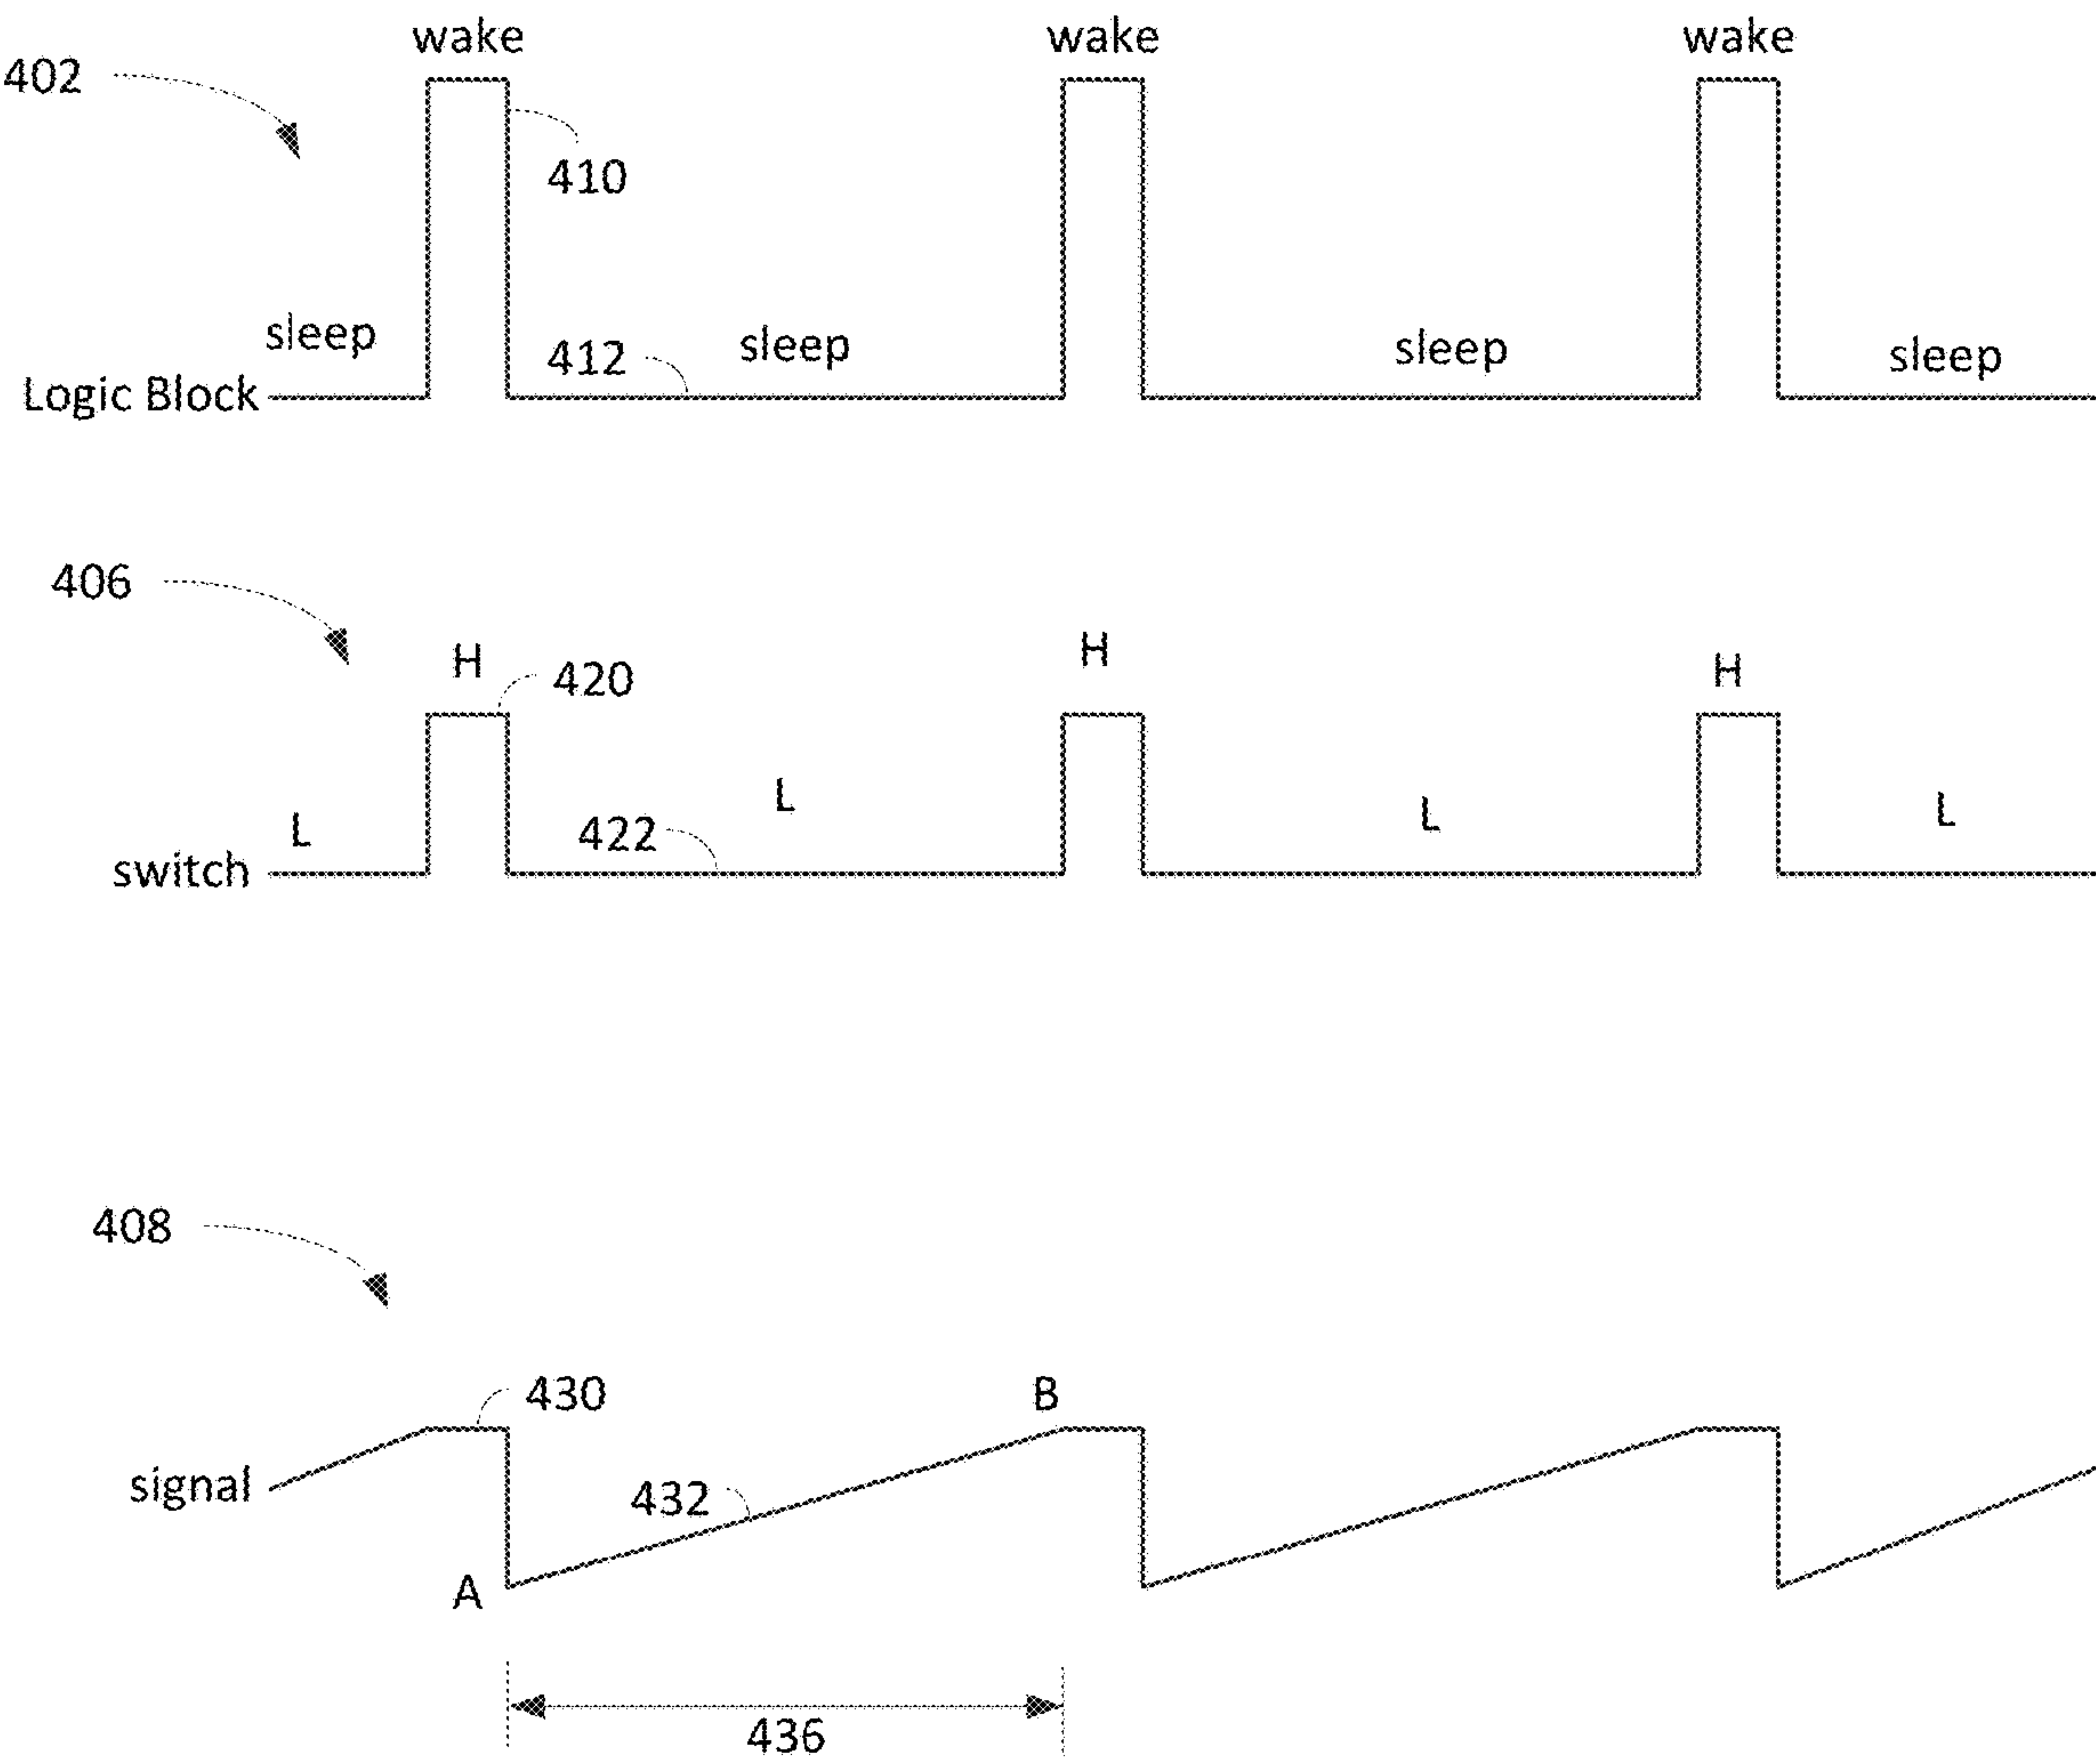 wake wake wake
402
410
sleep
412 sleep sleep sleep
Logic Block
406
H H H
420
L L L L
422
switch
408
430 B
signal
432
A
436